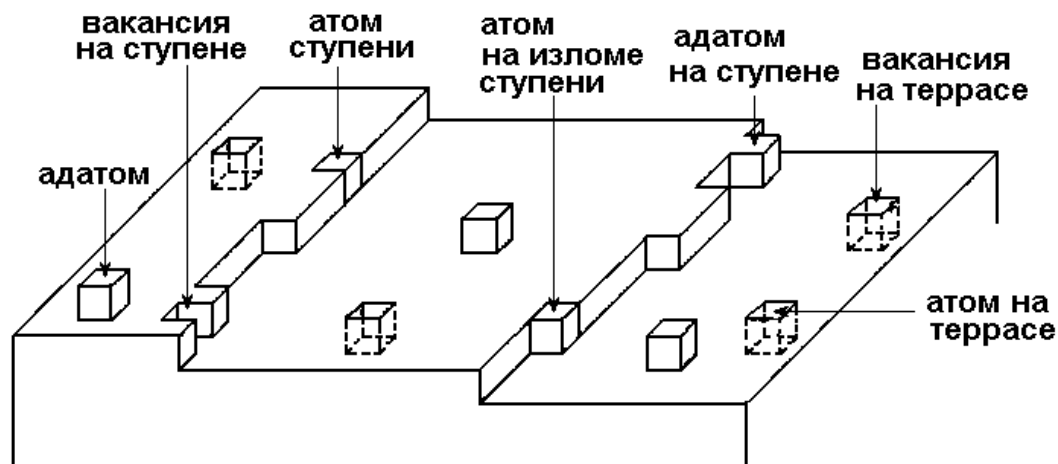 вакансия
на ступене
атом
ступени
атом
на изломе
ступени
адатом
на ступене
вакансия
на террасе
адатом
атом на
террасе